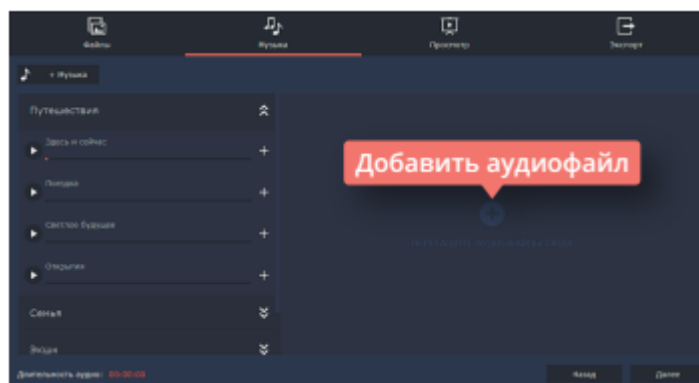 Файлы
Музыка
Просмотр
Экспорт
+ Музыка
Путешествия
Здесь и сейчас
Поездка
Светлое будущее
Открытия
Семья
Добавить аудиофайл
Длительность аудио: 00:00:00
Назад
Далее